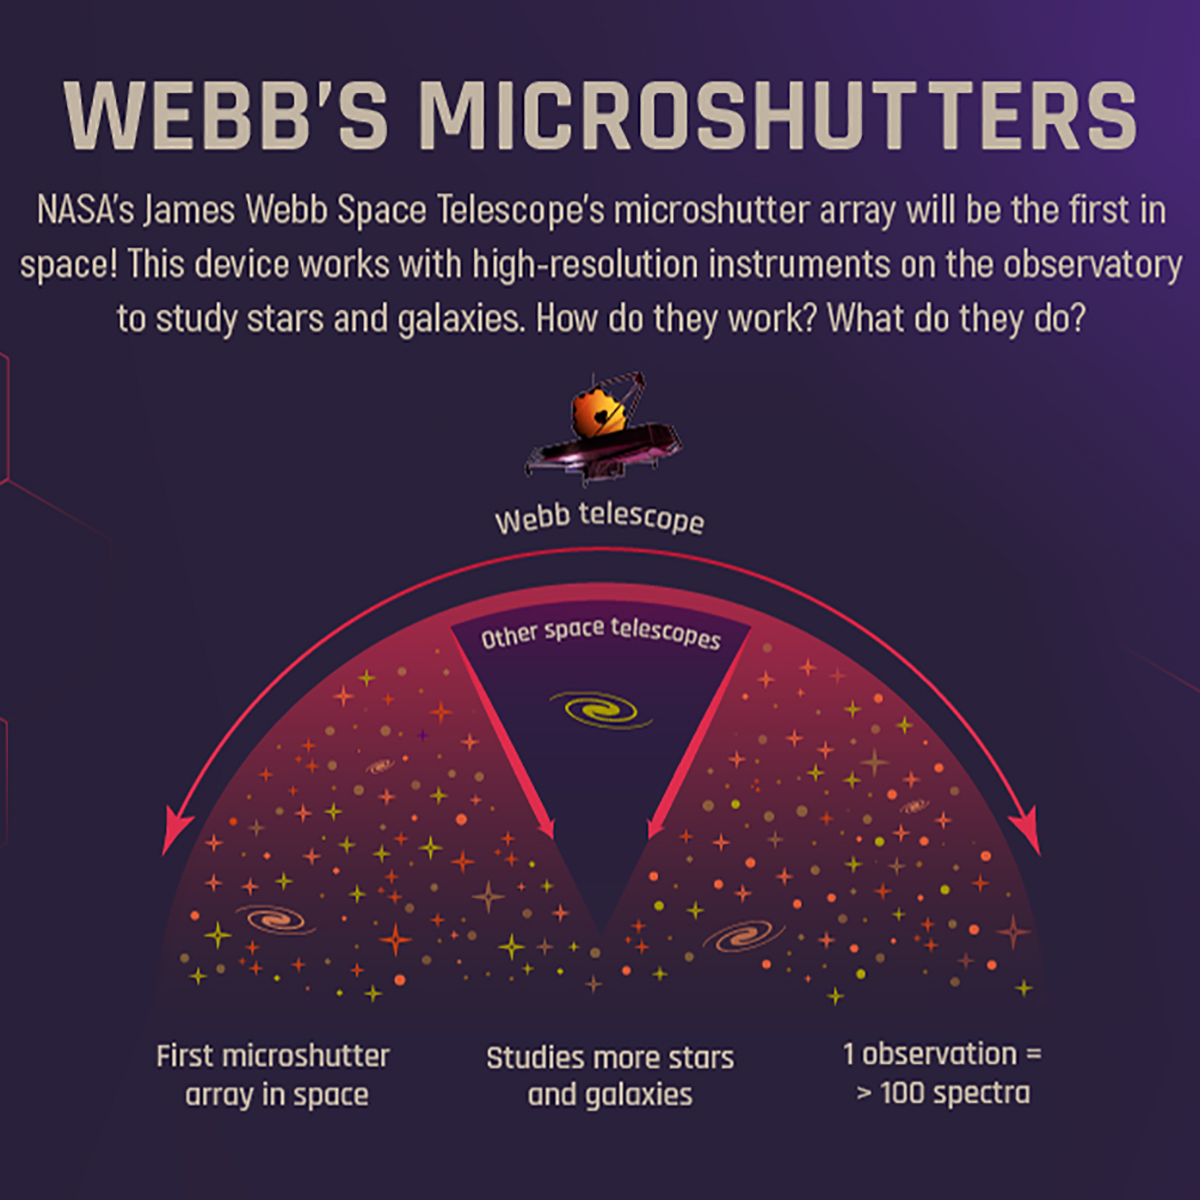 WEBB'S MICROSHUTTERS
NASA's James Webb Space Telescope's microshutter array will be the first in
space! This device works with high-resolution instruments on the observatory
to study stars and galaxies. How do they work? What do they do?
Webb telescope
Other space telescopes
First microshutter
array in space
Studies more stars
and galaxies
1 observation =
> 100 spectra